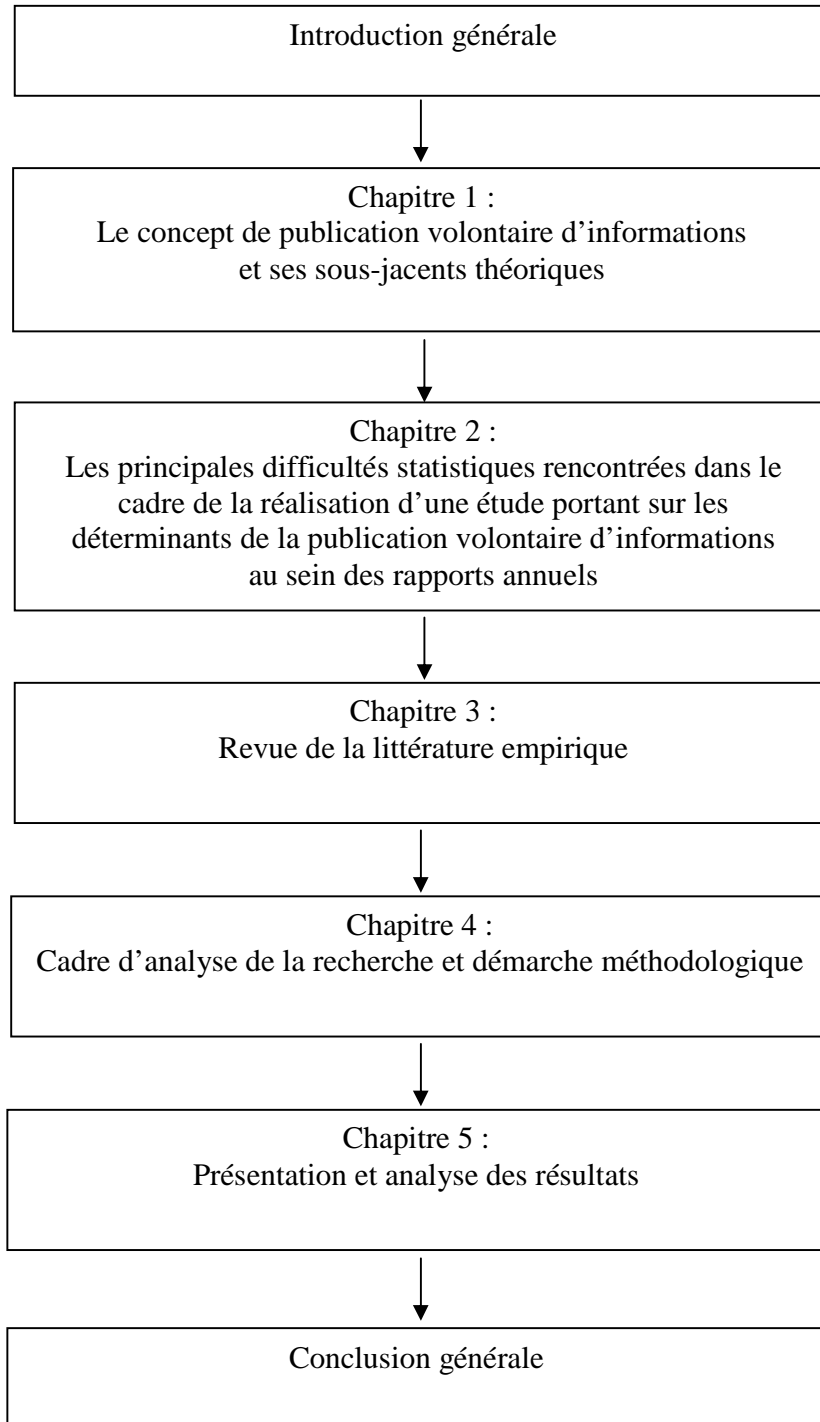 Introduction générale
Chapitre 1 :
Le concept de publication volontaire d’informations
et ses sous-jacents théoriques
Chapitre 2 :
Les principales difficultés statistiques rencontrées dans le
cadre de la réalisation d’une étude portant sur les
déterminants de la publication volontaire d’informations
au sein des rapports annuels
Chapitre 3 :
Revue de la littérature empirique
Chapitre 4 :
Cadre d’analyse de la recherche et démarche méthodologique
Chapitre 5 :
Présentation et analyse des résultats
Conclusion générale